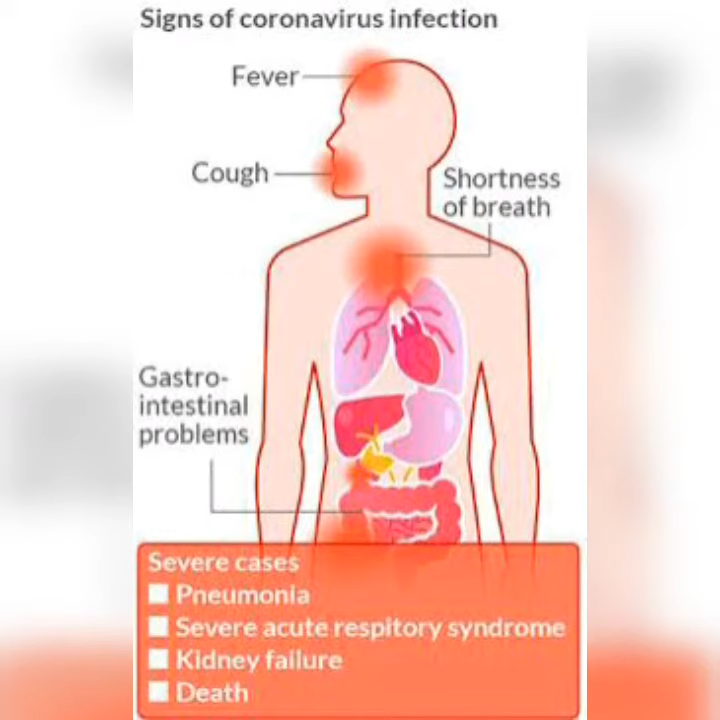 Signs of coronavirus infection
Fever
Cough
Shortness
of breath
Gastro-
intestinal
problems
Severe cases
Pneumonia
Severe acute respitory syndrome
Kidney failure
Death